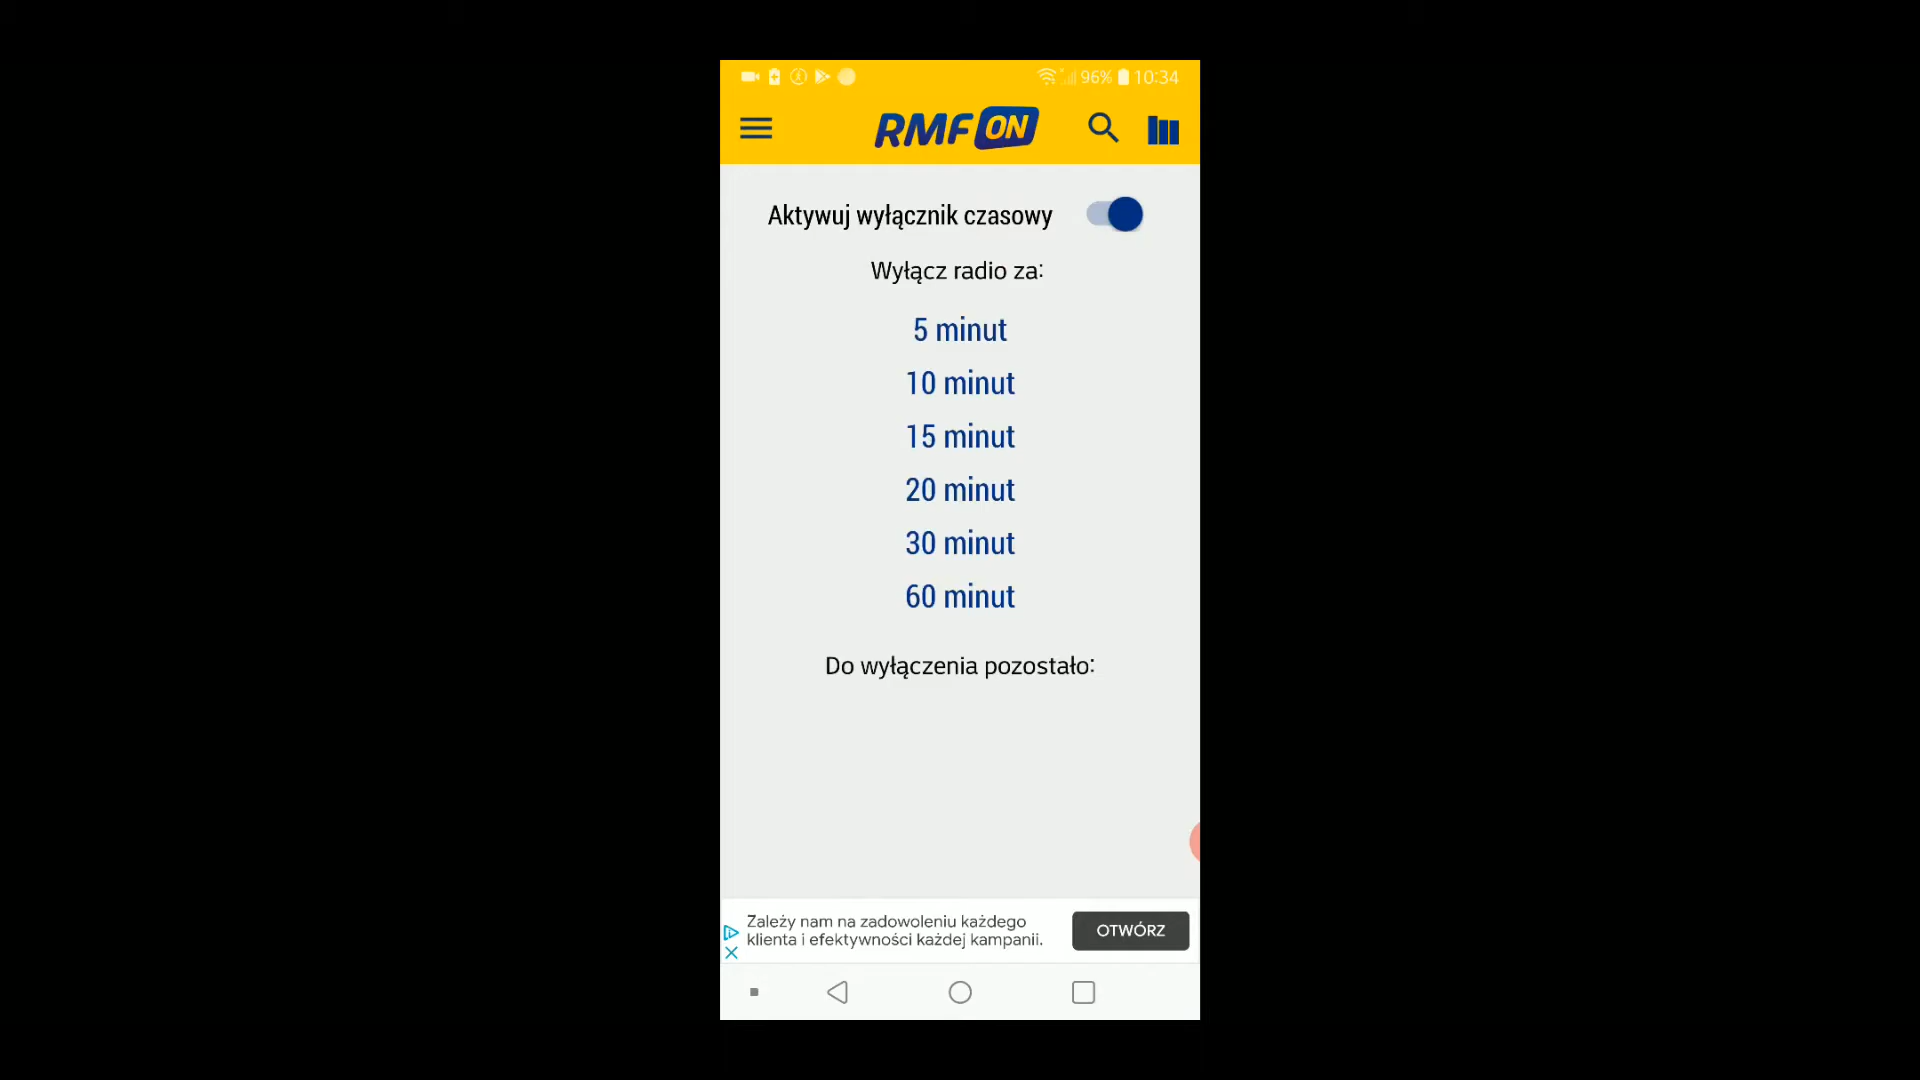 96% 10:34
RMF ON
Aktywuj wyłącznik czasowy
Wyłącz radio za:
5 minut
10 minut
15 minut
20 minut
30 minut
60 minut
Do wyłączenia pozostało:
Zależy nam na zadowoleniu każdego
klienta i efektywności każdej kampanii.
OTWÓRZ